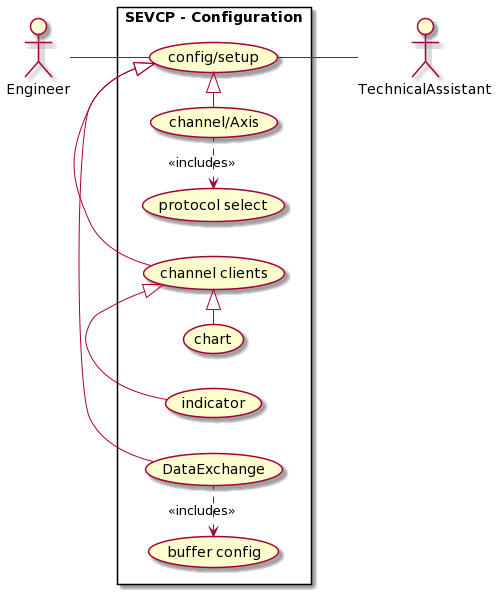 SEVCP - Configuration
config/setup
Engineer
TechnicalAssistant
channel/Axis
«includes»
protocol select
channel clients
chart
indicator
DataExchange
«includes»
buffer config